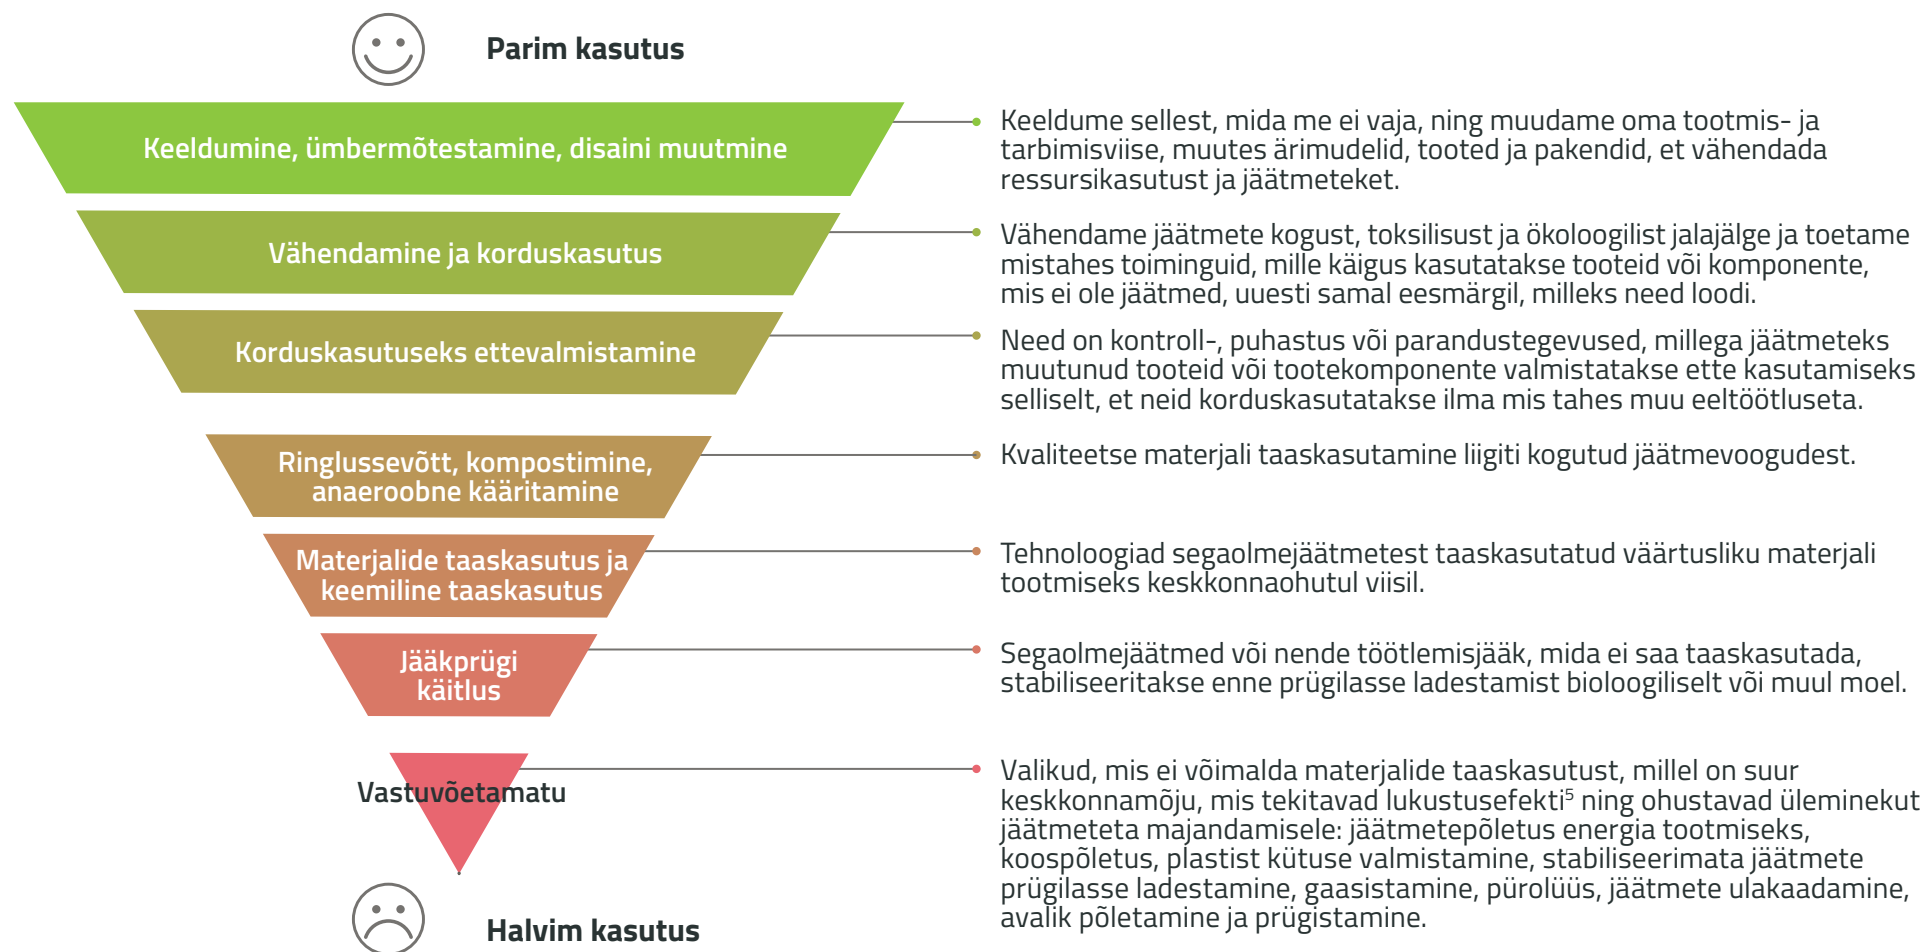 Parim kasutus
Keeldumine, ümbermõtestamine, disaini muutmine
Keeldume sellest, mida me ei vaja, ning muudame oma tootmis- ja
tarbimisviise, muutes ärimudelid, tooted ja pakendid, et vähendada
ressursikasutust ja jäätmeteket.
Vähendamine ja korduskasutus
Vähendame jäätmete kogust, toksilisust ja ökoloogilist jalajälge ja toetame
mistahes toiminguid, mille käigus kasutatakse tooteid või komponente,
mis ei ole jäätmed, uuesti samal eesmärgil, milleks need loodi.
Korduskasutuseks ettevalmistamine
Need on kontroll-, puhastus või parandustegevused, millega jäätmeteks
muutunud tooteid või tootekomponente valmistatakse ette kasutamiseks
selliselt, et neid korduskasutatakse ilma mis tahes muu eeltöötluseta.
Ringlussevõtt, kompostimine,
anaeroobne kääritamine
Kvaliteetse materjali taaskasutamine liigiti kogutud jäätmevoogudest.
Materjalide taaskasutus ja
keemiline taaskasutus
Tehnoloogiad segaolmejäätmetest taaskasutatud väärtusliku materjali
tootmiseks keskkonnaohutul viisil.
Jääkprügi
käitlus
Segaolmejäätmed või nende töötlemisjääk, mida ei saa taaskasutada,
stabiliseeritakse enne prügilasse ladestamist bioloogiliselt või muul moel.
Vastuvõetamatu
Valikud, mis ei võimalda materjalide taaskasutust, millel on suur
keskkonnamõju, mis tekitavad lukustusefekti⁵ ning ohustavad üleminekut
jäätmeteta majandamisele: jäätmetepõletus energia tootmiseks,
koospõletus, plastist kütuse valmistamine, stabiliseerimata jäätmete
prügilasse ladestamine, gaasistamine, pürolüüs, jäätmete ulakaadamine,
avalik põletamine ja prügistamine.
Halvim kasutus